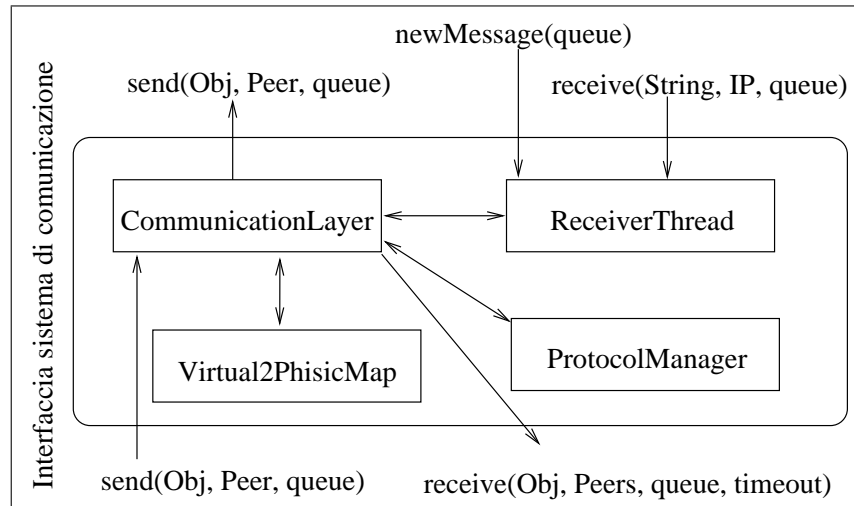 newMessage(queue)
send(Obj, Peer, queue)
receive(String, IP, queue)
Interfaccia sistema di comunicazione
CommunicationLayer
ReceiverThread
Virtual2PhisicMap
ProtocolManager
send(Obj, Peer, queue)
receive(Obj, Peers, queue, timeout)